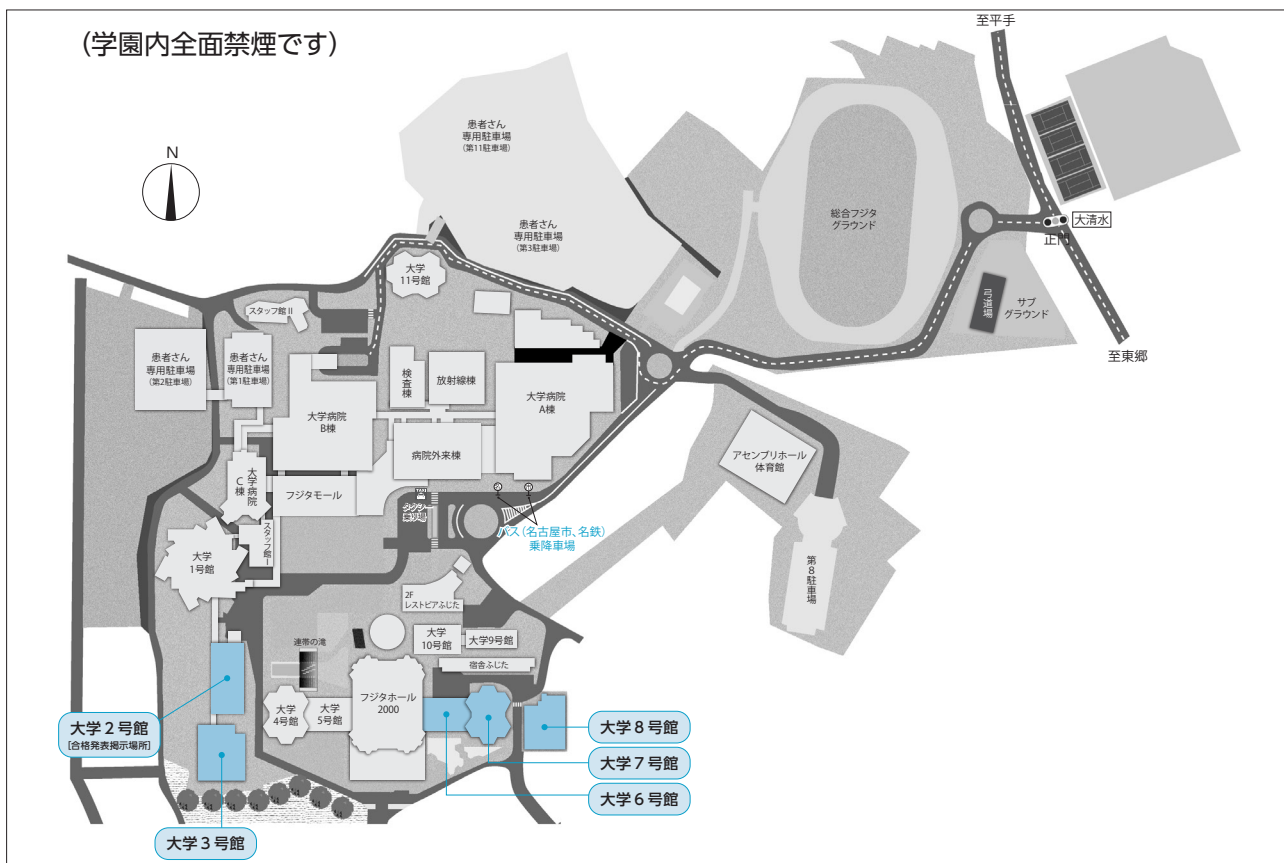 (学園内全面禁煙です)
至平手
N
患者さん
専用駐車場
(第11駐車場)
患者さん
専用駐車場
(第3駐車場)
総合フジタ
グラウンド
大清水
正門
弓道場
サブ
グラウンド
至東郷
大学
11号館
スタッフ館Ⅱ
患者さん
専用駐車場
(第2駐車場)
患者さん
専用駐車場
(第1駐車場)
検査棟
放射線棟
大学病院
A棟
大学病院
B棟
病院外来棟
アセンブリホール
体育館
大学病院
C棟
フジタモール
TAXI
タクシー
乗り場
バス(名古屋市、名鉄)
乗降車場
スタッフ館Ⅰ
大学
1号館
第8駐車場
2F
レストピアふじた
連帯の滝
大学
10号館
大学9号館
宿舎ふじた
フジタホール
2000
大学
4号館
大学
5号館
大学2号館
[合格発表掲示場所]
大学8号館
大学7号館
大学6号館
大学3号館